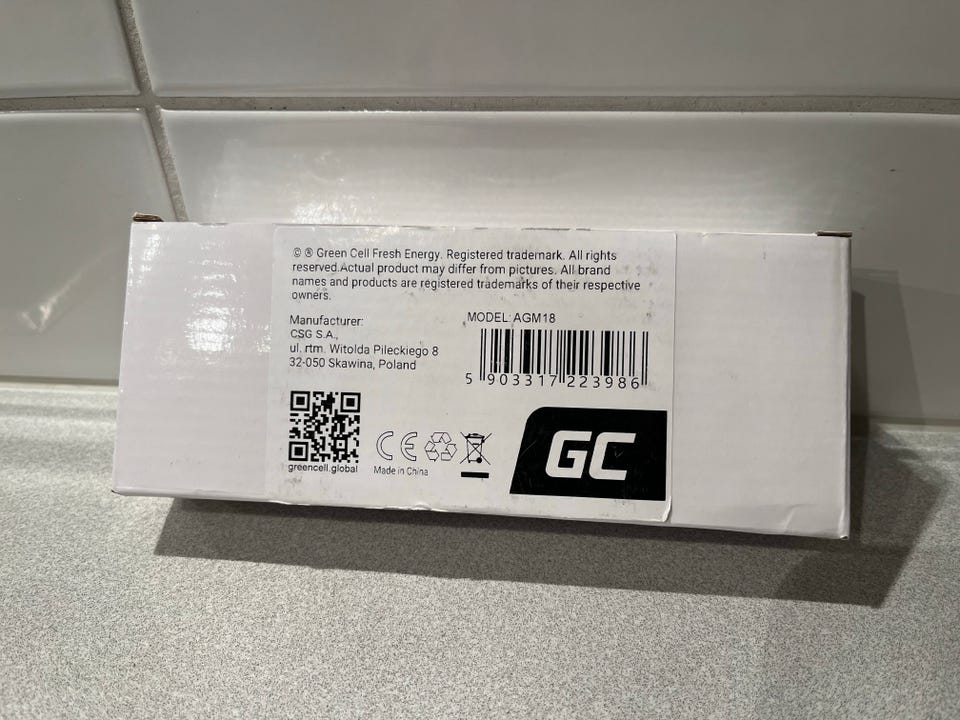 © ® Green Cell Fresh Energy. Registered trademark. All rights
reserved.Actual product may differ from pictures. All brand
names and products are registered trademarks of their respective
owners.
Manufacturer:
CSG S.A.,
ul. rtm. Witolda Pileckiego 8
32-050 Skawina, Poland
MODEL: AGM18
5 903317 223986
greencell.global
CE
Made in China
GC